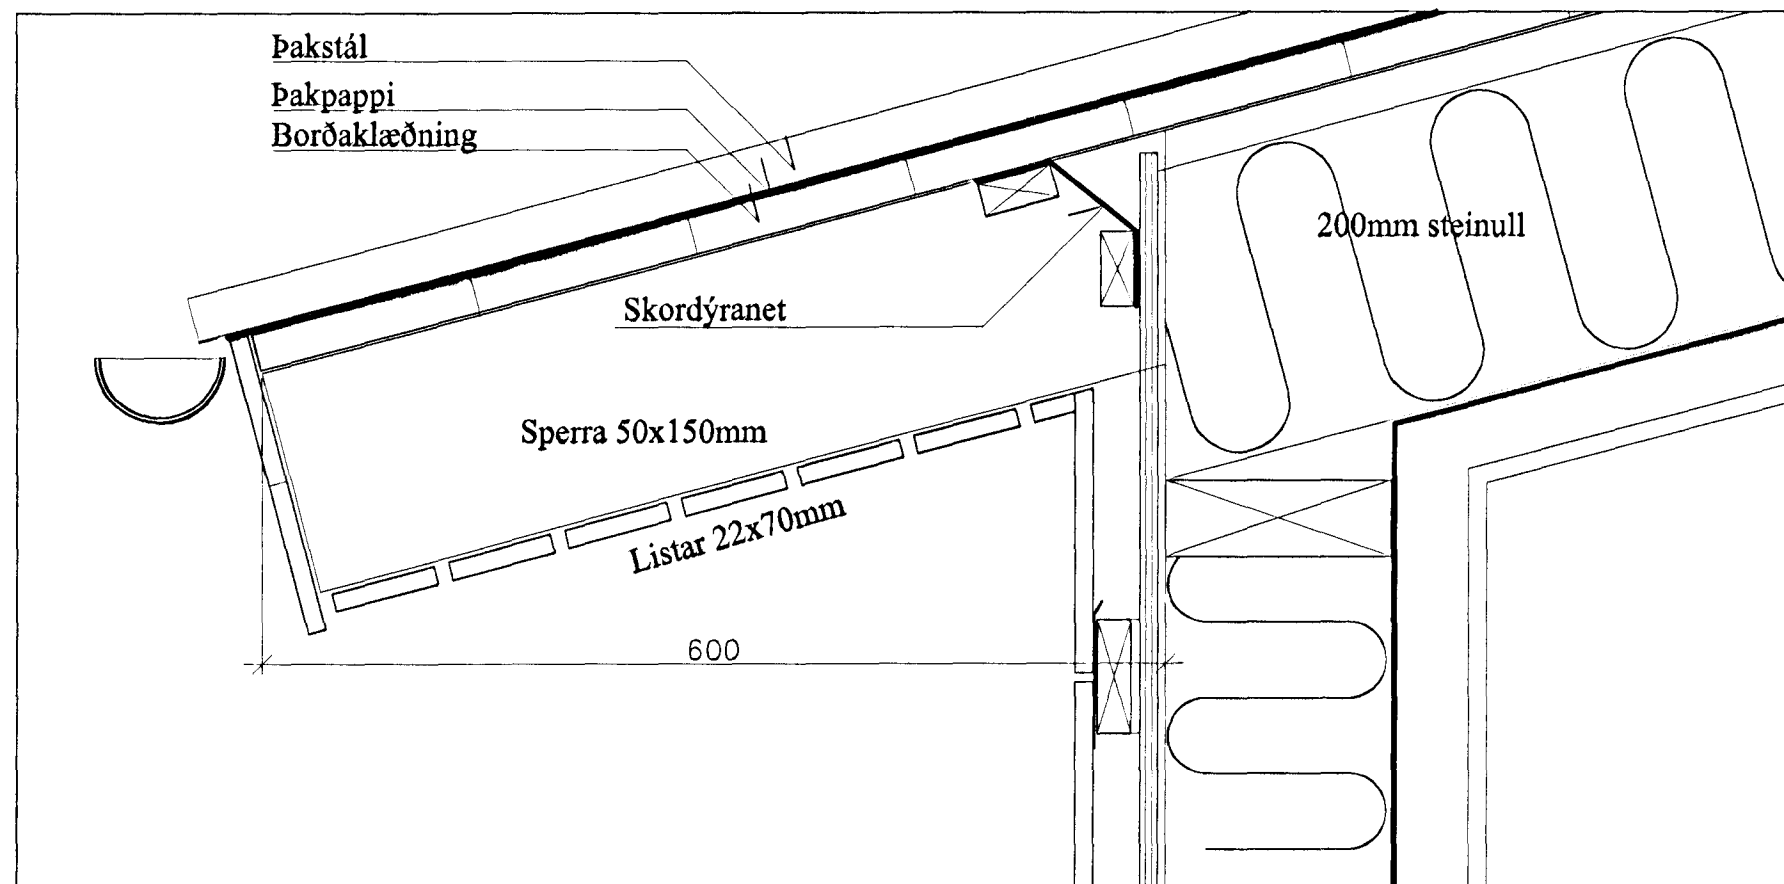 Þakstál
Þakpappi
Borðaklæðning
200mm steinull
Skordýranet
Sperra 50x150mm
Listar 22x70mm
600